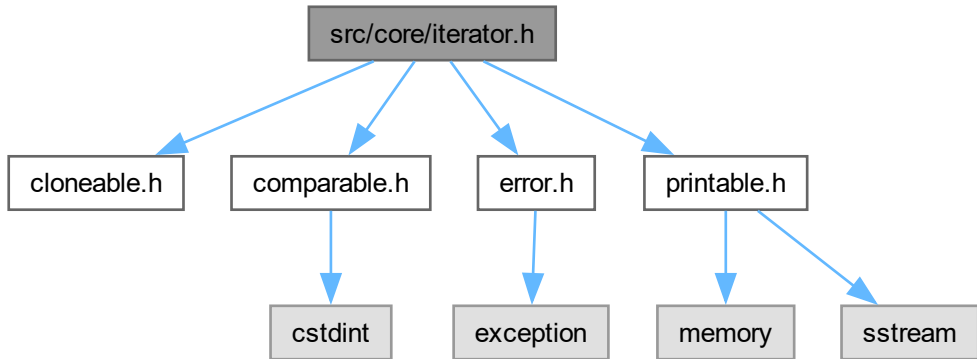 src/core/iterator.h
cloneable.h
comparable.h
error.h
printable.h
cstdint
exception
memory
sstream